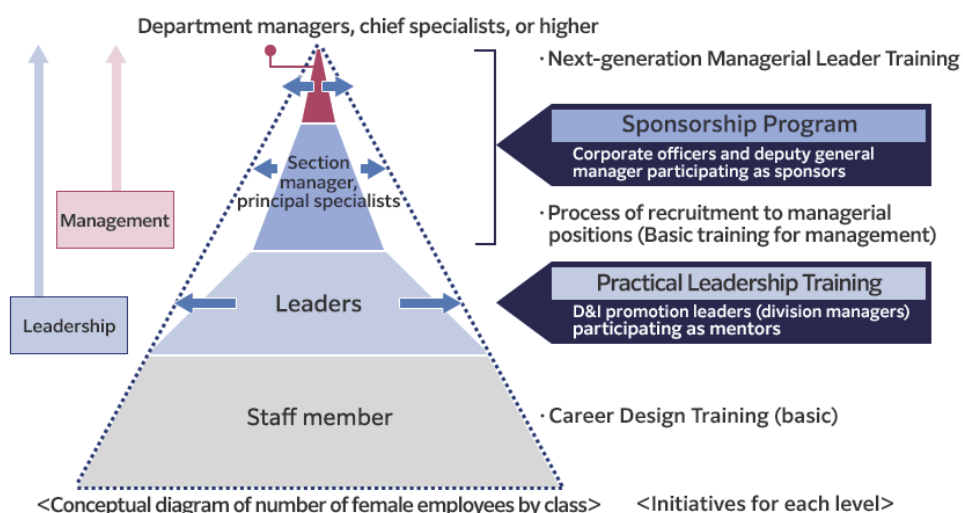 Department managers, chief specialists, or higher
・Next-generation Managerial Leader Training
Sponsorship Program
Corporate officers and deputy general
manager participating as sponsors
Section
manager,
principal specialists
Management
・Process of recruitment to managerial
positions (Basic training for management)
Practical Leadership Training
D&I promotion leaders (division managers)
participating as mentors
Leaders
Leadership
Staff member
・Career Design Training (basic)
<Conceptual diagram of number of female employees by class>
<Initiatives for each level>